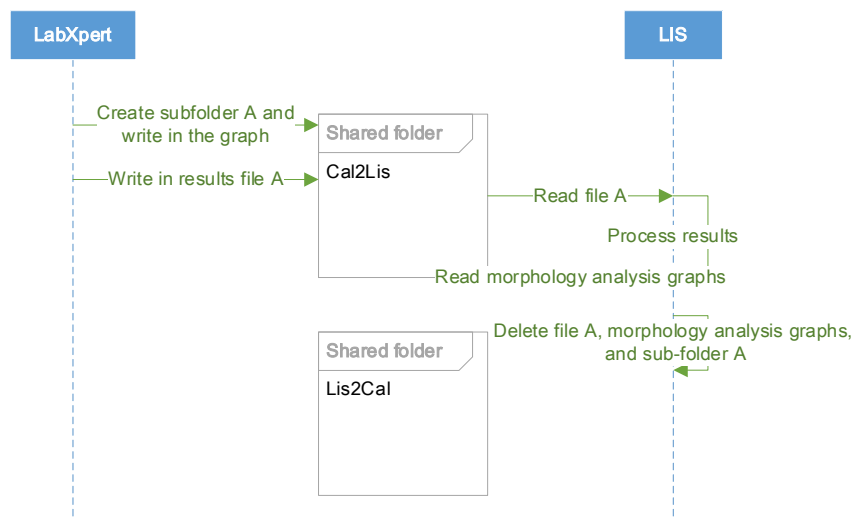 LabXpert
LIS
Create subfolder A and
write in the graph
Shared folder
Cal2Lis
Write in results file A
Read file A
Process results
Read morphology analysis graphs
Delete file A, morphology analysis graphs,
and sub-folder A
Shared folder
Lis2Cal